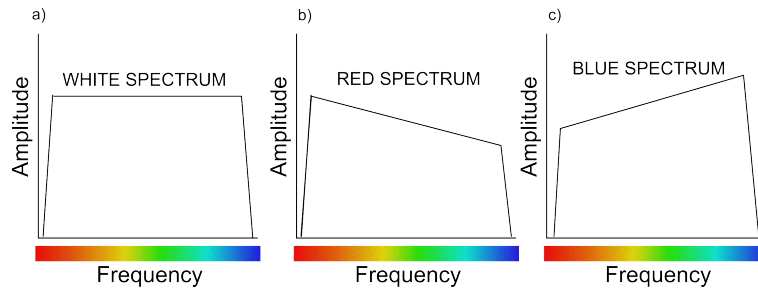 a)
WHITE SPECTRUM
Amplitude
Frequency
b)
RED SPECTRUM
Amplitude
Frequency
c)
BLUE SPECTRUM
Amplitude
Frequency